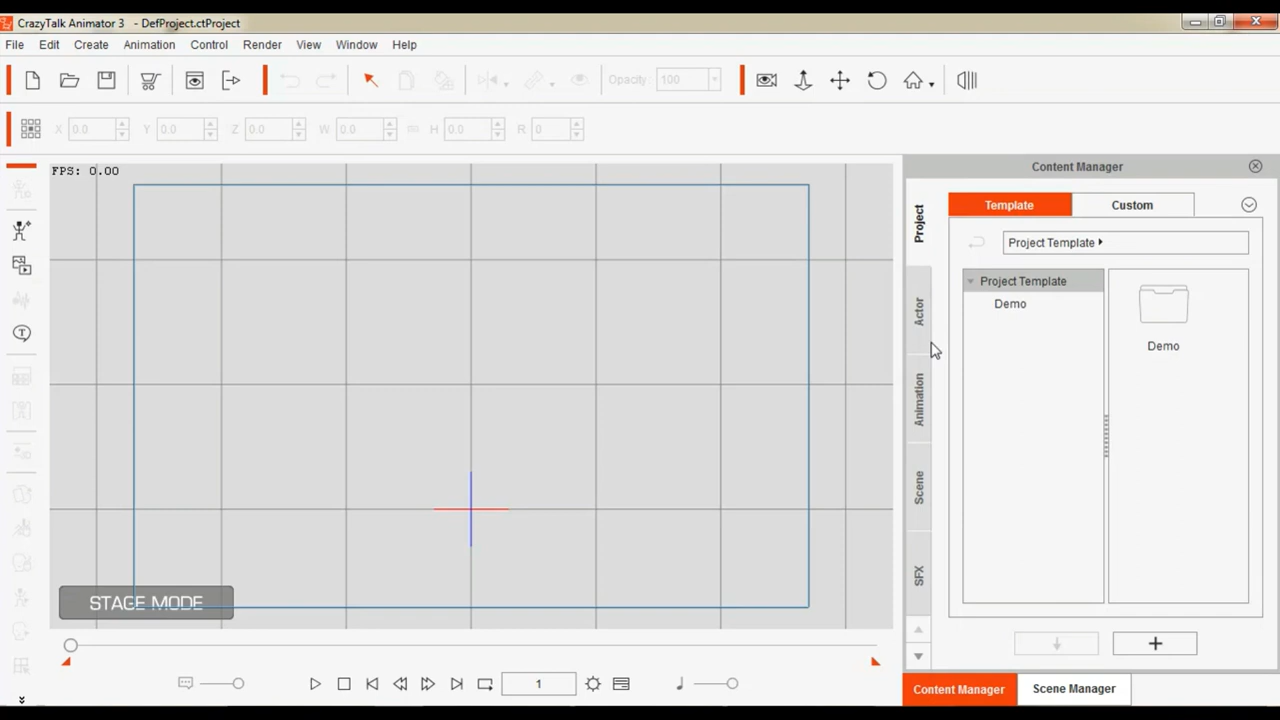 CrazyTalk Animator 3 - DefProject.ctProject
File Edit Create Animation Control Render View Window Help
Opacity 100
X 0.0 Y 0.0 Z 0.0 W 0.0 H 0.0 R 0
FPS: 0.00
Content Manager
Template Custom
Project Template
Project Template
Demo
Demo
Project
Actor
Animation
Scene
SFX
STAGE MODE
1
Content Manager Scene Manager